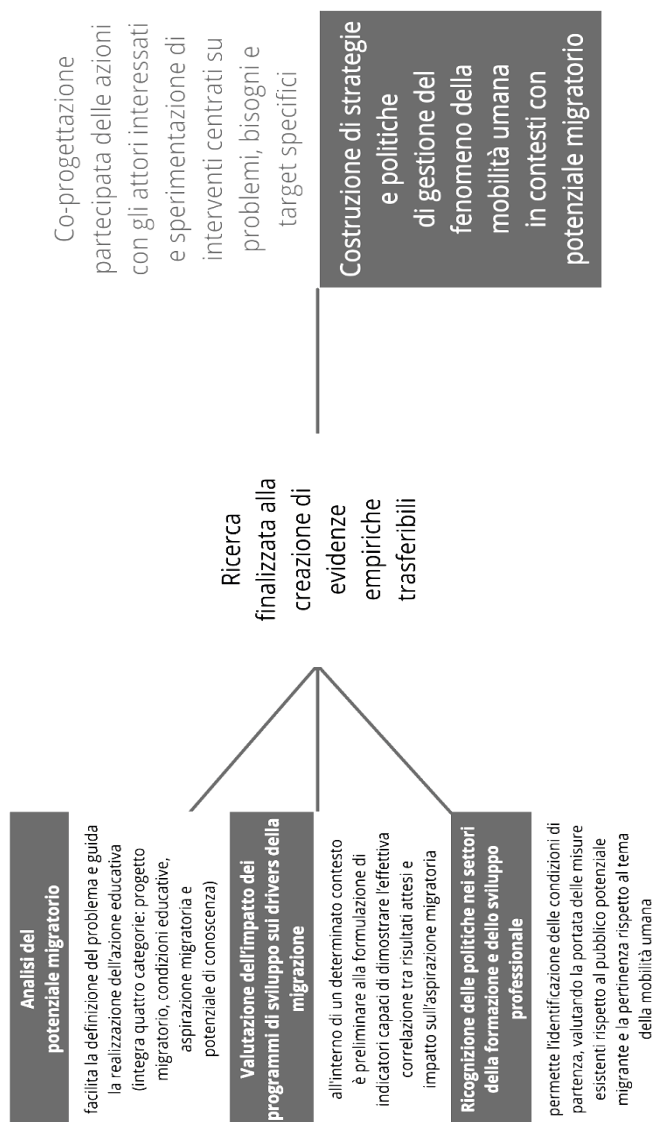 Analisi del
potenziale migratorio
facilita la definizione del problema e guida
la realizzazione dell'azione educativa
(integra quattro categorie: progetto
migratorio, condizioni educative,
aspirazione migratoria e
potenziale di conoscenza)
Valutazione dell'impatto dei
programmi di sviluppo sui drivers della
migrazione
all'interno di un determinato contesto
è preliminare alla formulazione di
indicatori capaci di dimostrare l'effettiva
correlazione tra risultati attesi e
impatto sull'aspirazione migratoria
Ricognizione delle politiche nei settori
della formazione e dello sviluppo
professionale
permette l'identificazione delle condizioni di
partenza, valutando la portata delle misure
esistenti rispetto al pubblico potenziale
migrante e la pertinenza rispetto al tema
della mobilità umana
Ricerca
finalizzata alla
creazione di
evidenze
empiriche
trasferibili
Co-progettazione
partecipata delle azioni
con gli attori interessati
e sperimentazione di
interventi centrati su
problemi, bisogni e
target specifici
Costruzione di strategie
e politiche
di gestione del
fenomeno della
mobilità umana
in contesti con
potenziale migratorio